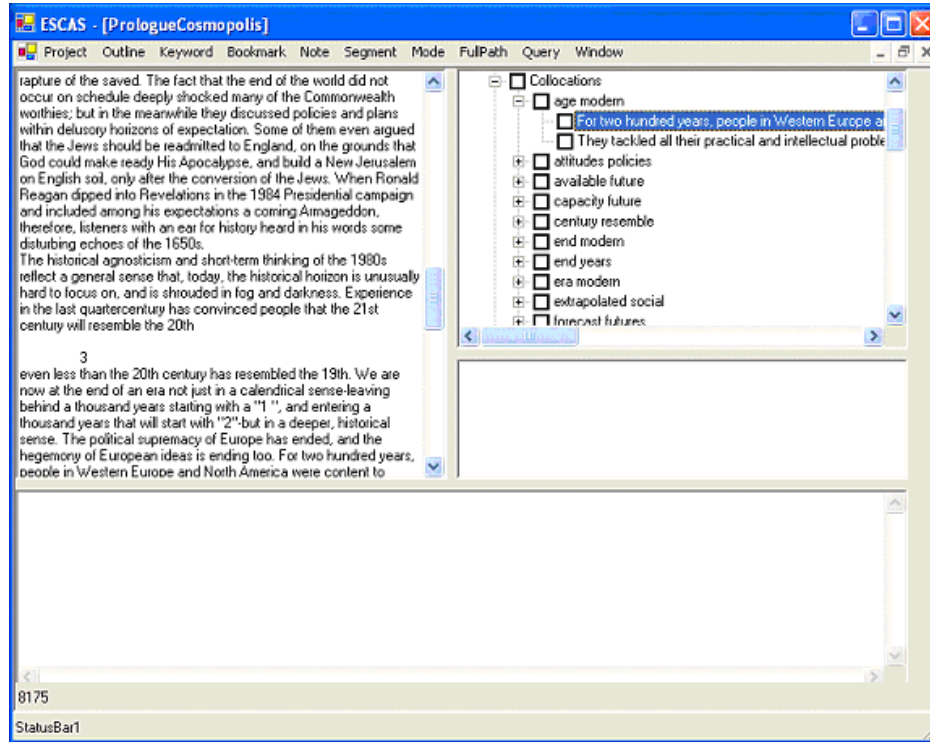 ESCAS - [PrologueCosmopolis]
Project Outline Keyword Bookmark Note Segment Mode FullPath Query Window
rapture of the saved. The fact that the end of the world did not
occur on schedule deeply shocked many of the Commonwealth
worthies; but in the meanwhile they discussed policies and plans
within delusory horizons of expectation. Some of them even argued
that the Jews should be readmitted to England, on the grounds that
God could make ready His Apocalypse, and build a New Jerusalem
on English soil, only after the conversion of the Jews. When Ronald
Reagan dipped into Revelations in the 1984 Presidential campaign
and included among his expectations a coming Armageddon,
therefore, listeners with an ear for history heard in his words some
disturbing echoes of the 1650s.
The historical agnosticism and short-term thinking of the 1980s
reflect a general sense that, today, the historical horizon is unusually
hard to focus on, and is shrouded in fog and darkness. Experience
in the last quartercentury has convinced people that the 21st
century will resemble the 20th
3
even less than the 20th century has resembled the 19th. We are
now at the end of an era not just in a calendrical sense-leaving
behind a thousand years starting with a "1 ", and entering a
thousand years that will start with "2"-but in a deeper, historical
sense. The political supremacy of Europe has ended, and the
hegemony of European ideas is ending too. For two hundred years,
people in Western Europe and North America were content to
Collocations
age modern
For two hundred years, people in Western Europe a
They tackled all their practical and intellectual proble
attitudes policies
available future
capacity future
century resemble
end modern
end years
era modern
extrapolated social
forecast futures
8175
StatusBar1